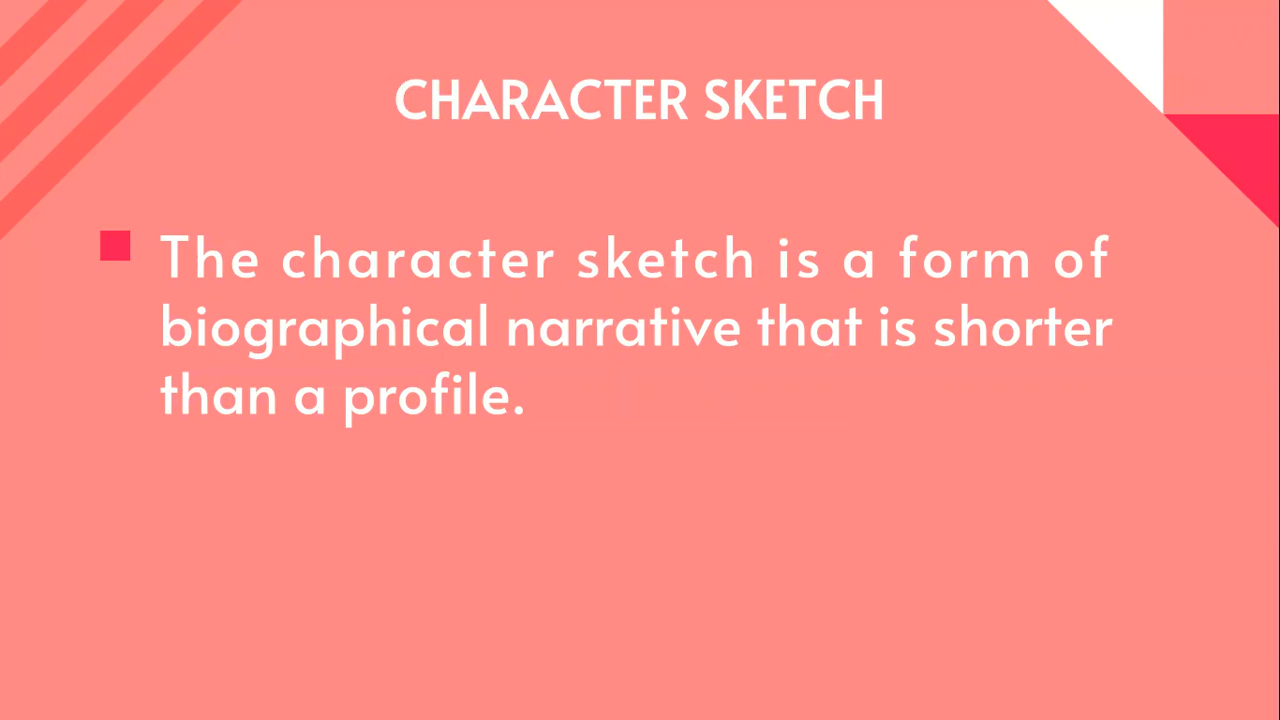 CHARACTER SKETCH
The character sketch is a form of
biographical narrative that is shorter
than a profile.